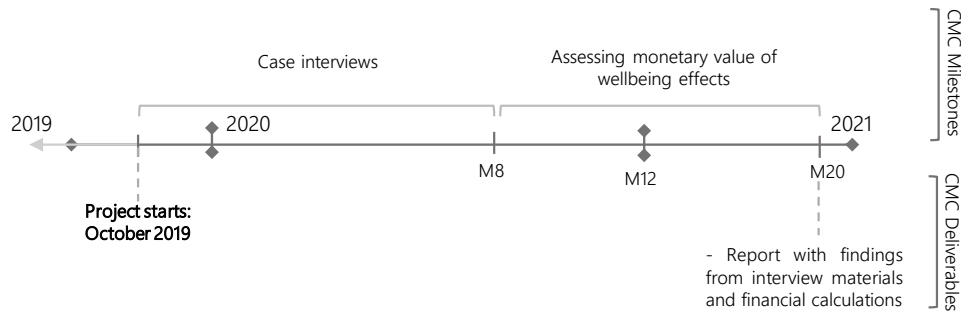 Case interviews
Assessing monetary value of
wellbeing effects
CMC Milestones
2019
2020
2021
M8
M12
M20
Project starts:
October 2019
- Report with findings
from interview materials
and financial calculations
CMC Deliverables